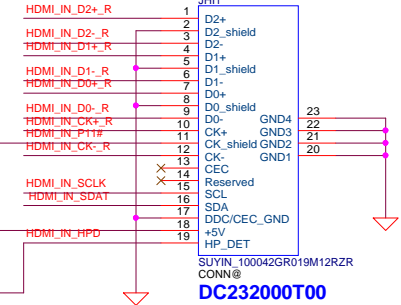 JHI1
HDMI_IN_D2+_R 1 D2+
2 D2_shield
HDMI_IN_D2-_R 3 D2-
HDMI_IN_D1+_R 4 D1+
5 D1_shield
HDMI_IN_D1-_R 6 D1-
HDMI_IN_D0+_R 7 D0+
8 D0_shield
HDMI_IN_D0-_R 9 D0- GND4 23
HDMI_IN_CK+_R 10 CK+ GND3 22
HDMI_IN_P11# 11 CK_shield GND2 21
HDMI_IN_CK-_R 12 CK- GND1 20
13 CEC
14 Reserved
HDMI_IN_SCLK 15 SCL
HDMI_IN_SDAT 16 SDA
17 DDC/CEC_GND
18 +5V
HDMI_IN_HPD 19 HP_DET
SUYIN_100042GR019M12RZR
CONN@
DC232000T00